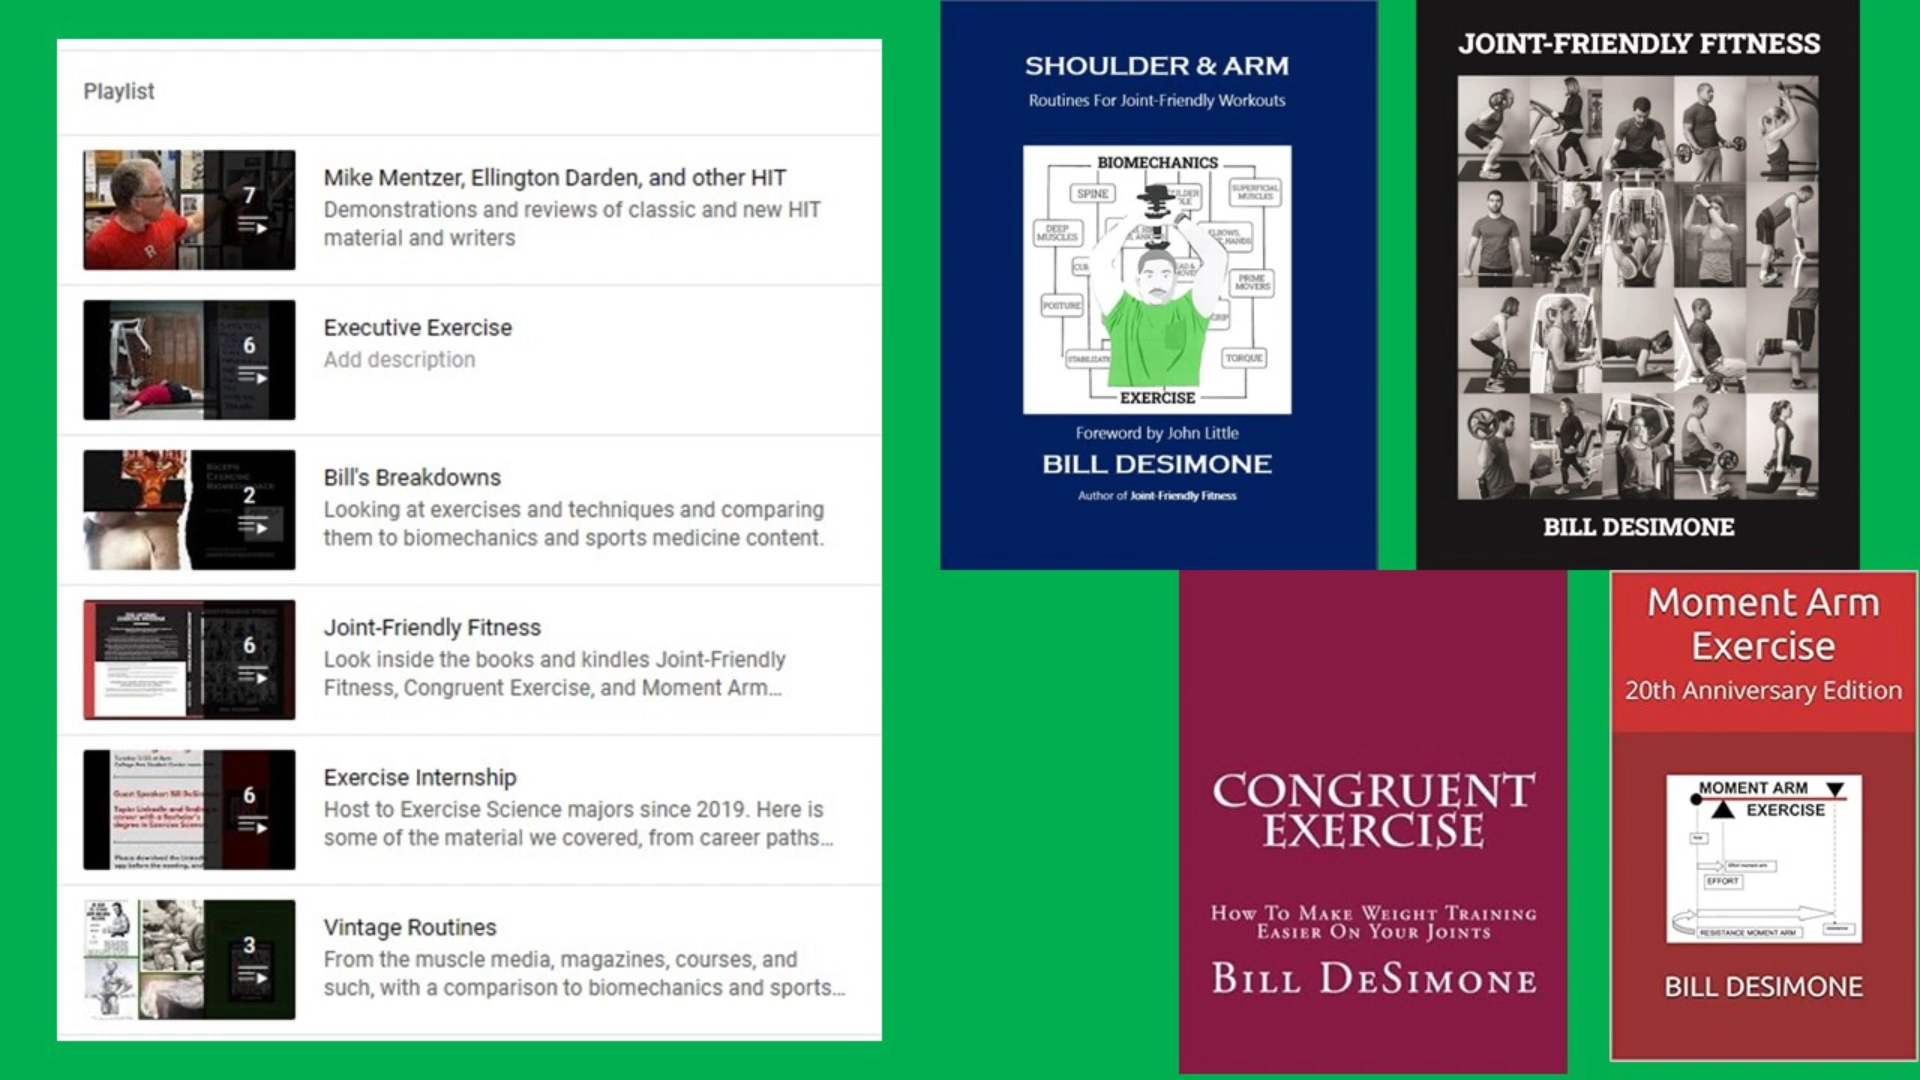 Playlist
7
Mike Mentzer, Ellington Darden, and other HIT
Demonstrations and reviews of classic and new HIT
material and writers
6
Executive Exercise
Add description
2
Bill's Breakdowns
Looking at exercises and techniques and comparing
them to biomechanics and sports medicine content.
6
Joint-Friendly Fitness
Look inside the books and kindles Joint-Friendly
Fitness, Congruent Exercise, and Moment Arm...
6
Exercise Internship
Host to Exercise Science majors since 2019. Here is
some of the material we covered, from career paths...
3
Vintage Routines
From the muscle media, magazines, courses, and
such, with a comparison to biomechanics and sports...
SHOULDER & ARM
Routines For Joint-Friendly Workouts
BIOMECHANICS
SPINE
SUPERFICIAL
MUSCLES
DEEP
MUSCLES
PRIME
MOVERS
POSTURE
TORQUE
EXERCISE
Foreword by John Little
BILL DESIMONE
Author of Joint-Friendly Fitness
JOINT-FRIENDLY FITNESS
BILL DESIMONE
CONGRUENT
EXERCISE
HOW TO MAKE WEIGHT TRAINING
EASIER ON YOUR JOINTS
BILL DESIMONE
Moment Arm
Exercise
20th Anniversary Edition
MOMENT ARM
EXERCISE
EFFORT
RESISTANCE MOMENT ARM
BILL DESIMONE